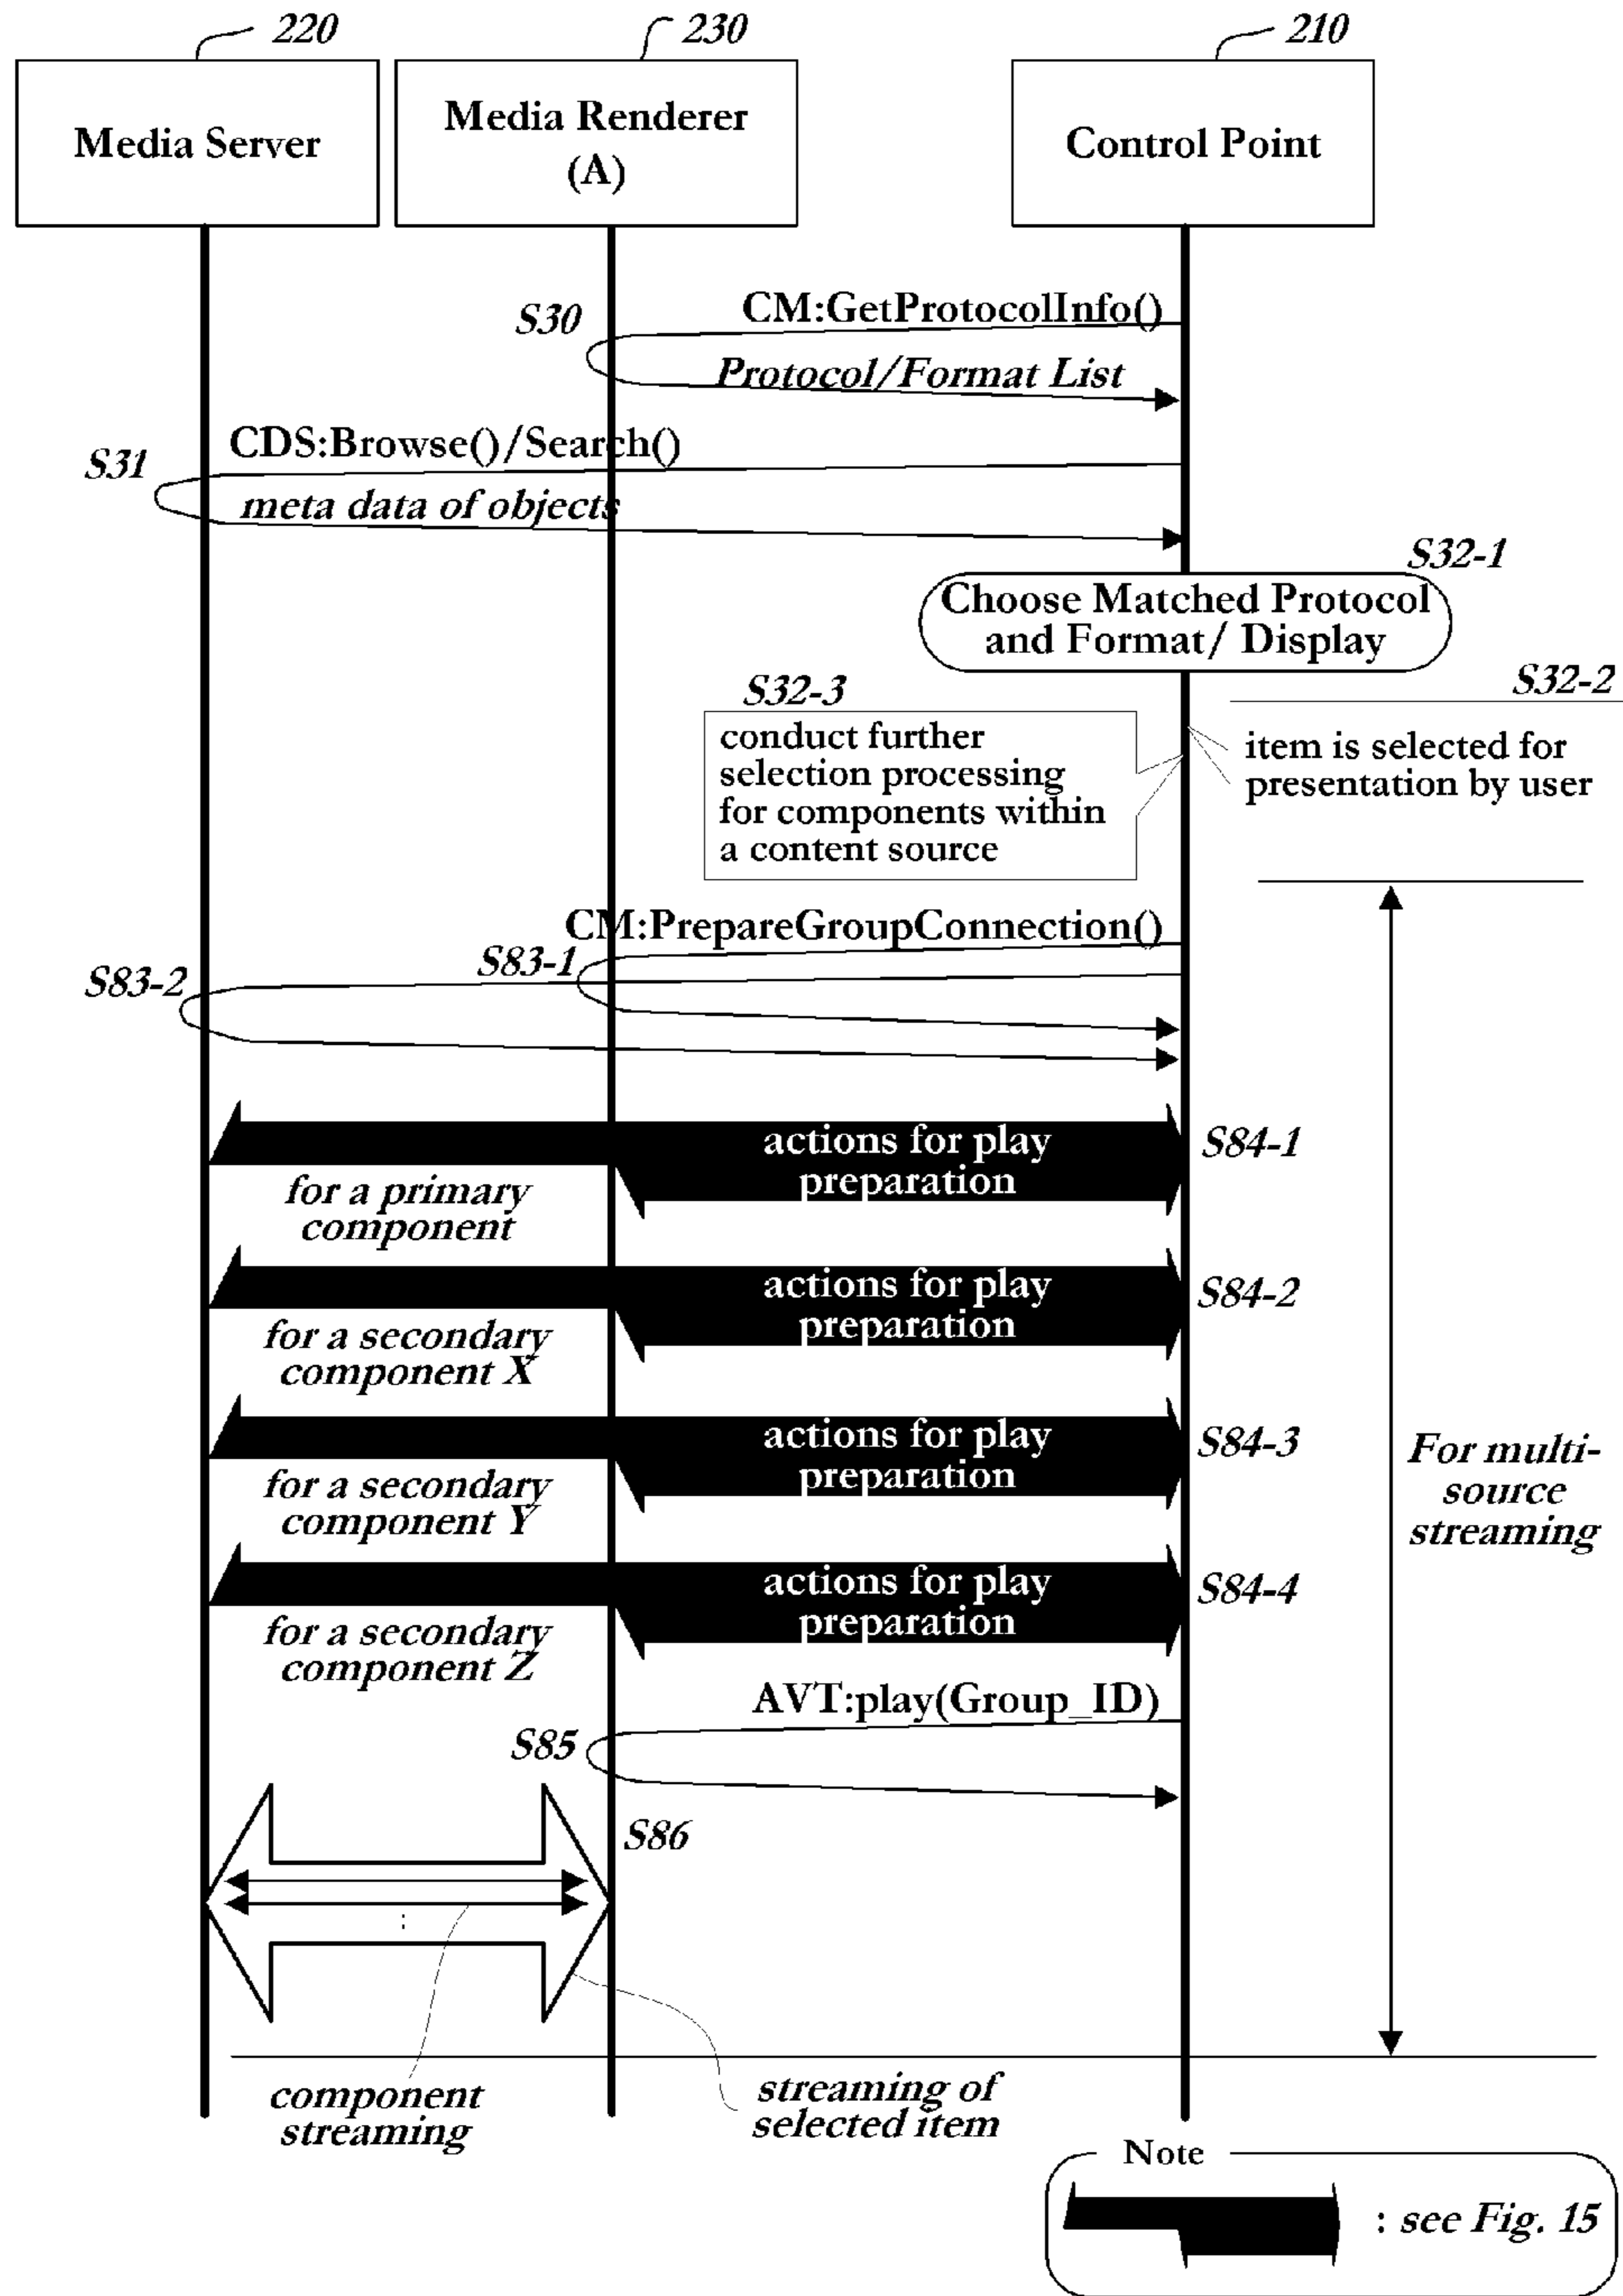 220
230
210
Media Server
Media Renderer
(A)
Control Point
S30
CM:GetProtocolInfo()
Protocol/Format List
S31
CDS:Browse()/Search()
meta data of objects
S32-1
Choose Matched Protocol
and Format/ Display
S32-3
S32-2
conduct further
selection processing
for components within
a content source
item is selected for
presentation by user
CM:PrepareGroupConnection()
S83-1
S83-2
actions for play
preparation
S84-1
for a primary
component
actions for play
preparation
S84-2
for a secondary
component X
actions for play
preparation
S84-3
for a secondary
component Y
For multi-
source
streaming
actions for play
preparation
S84-4
for a secondary
component Z
AVT:play(Group_ID)
S85
S86
:
component
streaming
streaming of
selected item
Note
: see Fig. 15